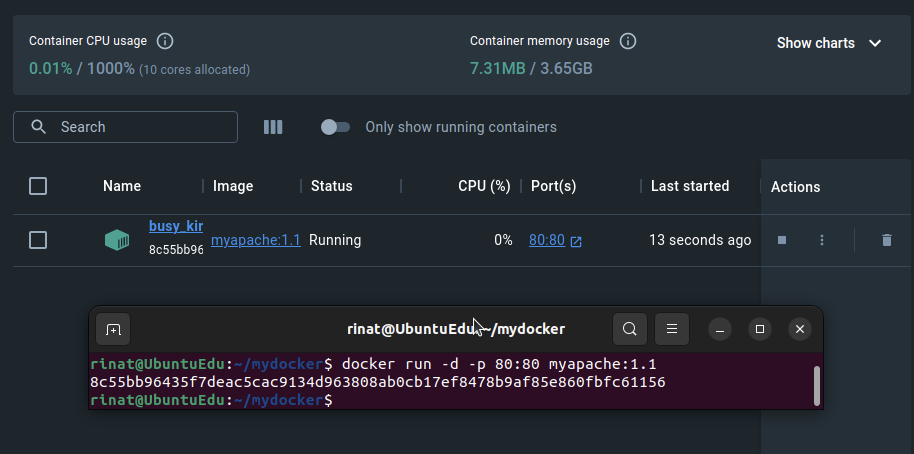 Container CPU usage
0.01% / 1000% (10 cores allocated)
Container memory usage
7.31MB / 3.65GB
Show charts
Search
Only show running containers
Name Image Status CPU (%) Port(s) Last started Actions
busy_kir
8c55bb96
myapache:1.1 Running 0% 80:80 13 seconds ago
rinat@UbuntuEdu: ~/mydocker
rinat@UbuntuEdu:~/mydocker$ docker run -d -p 80:80 myapache:1.1
8c55bb96435f7deac5cac9134d963808ab0cb17ef8478b9af85e860fbfc61156
rinat@UbuntuEdu:~/mydocker$